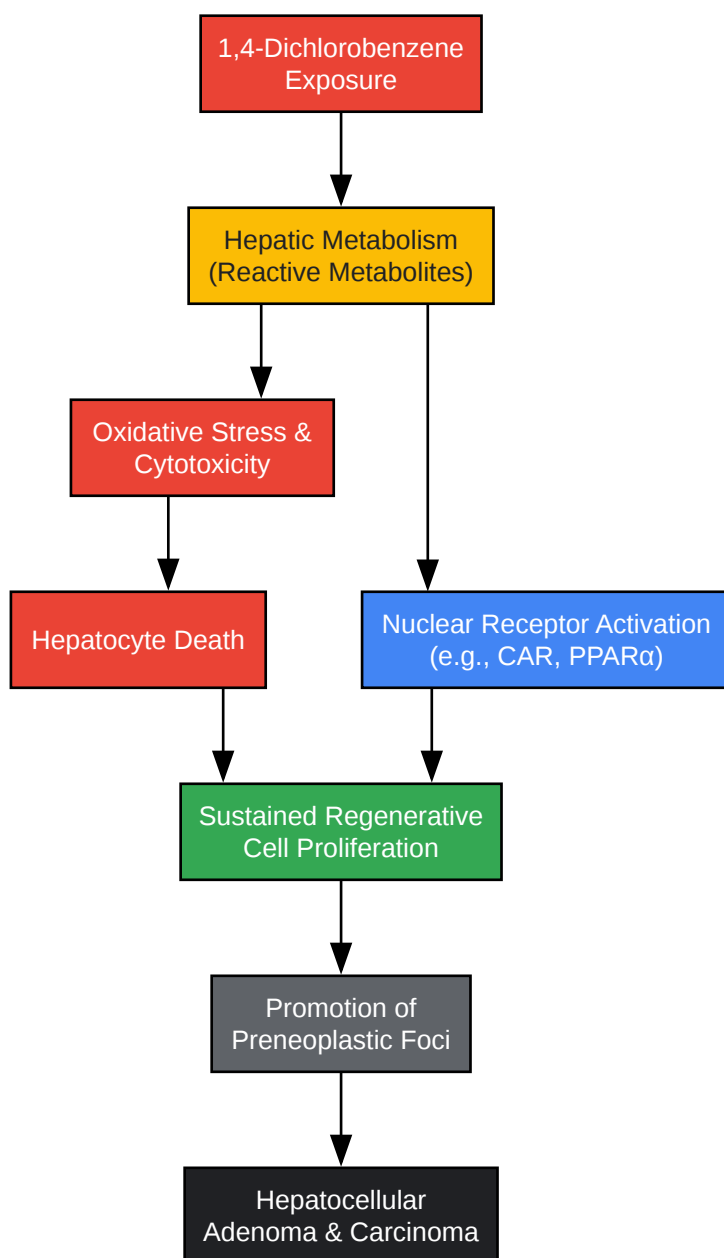 1,4-Dichlorobenzene
Exposure
Hepatic Metabolism
(Reactive Metabolites)
Oxidative Stress &
Cytotoxicity
Hepatocyte Death
Nuclear Receptor Activation
(e.g., CAR, PPARα)
Sustained Regenerative
Cell Proliferation
Promotion of
Preneoplastic Foci
Hepatocellular
Adenoma & Carcinoma